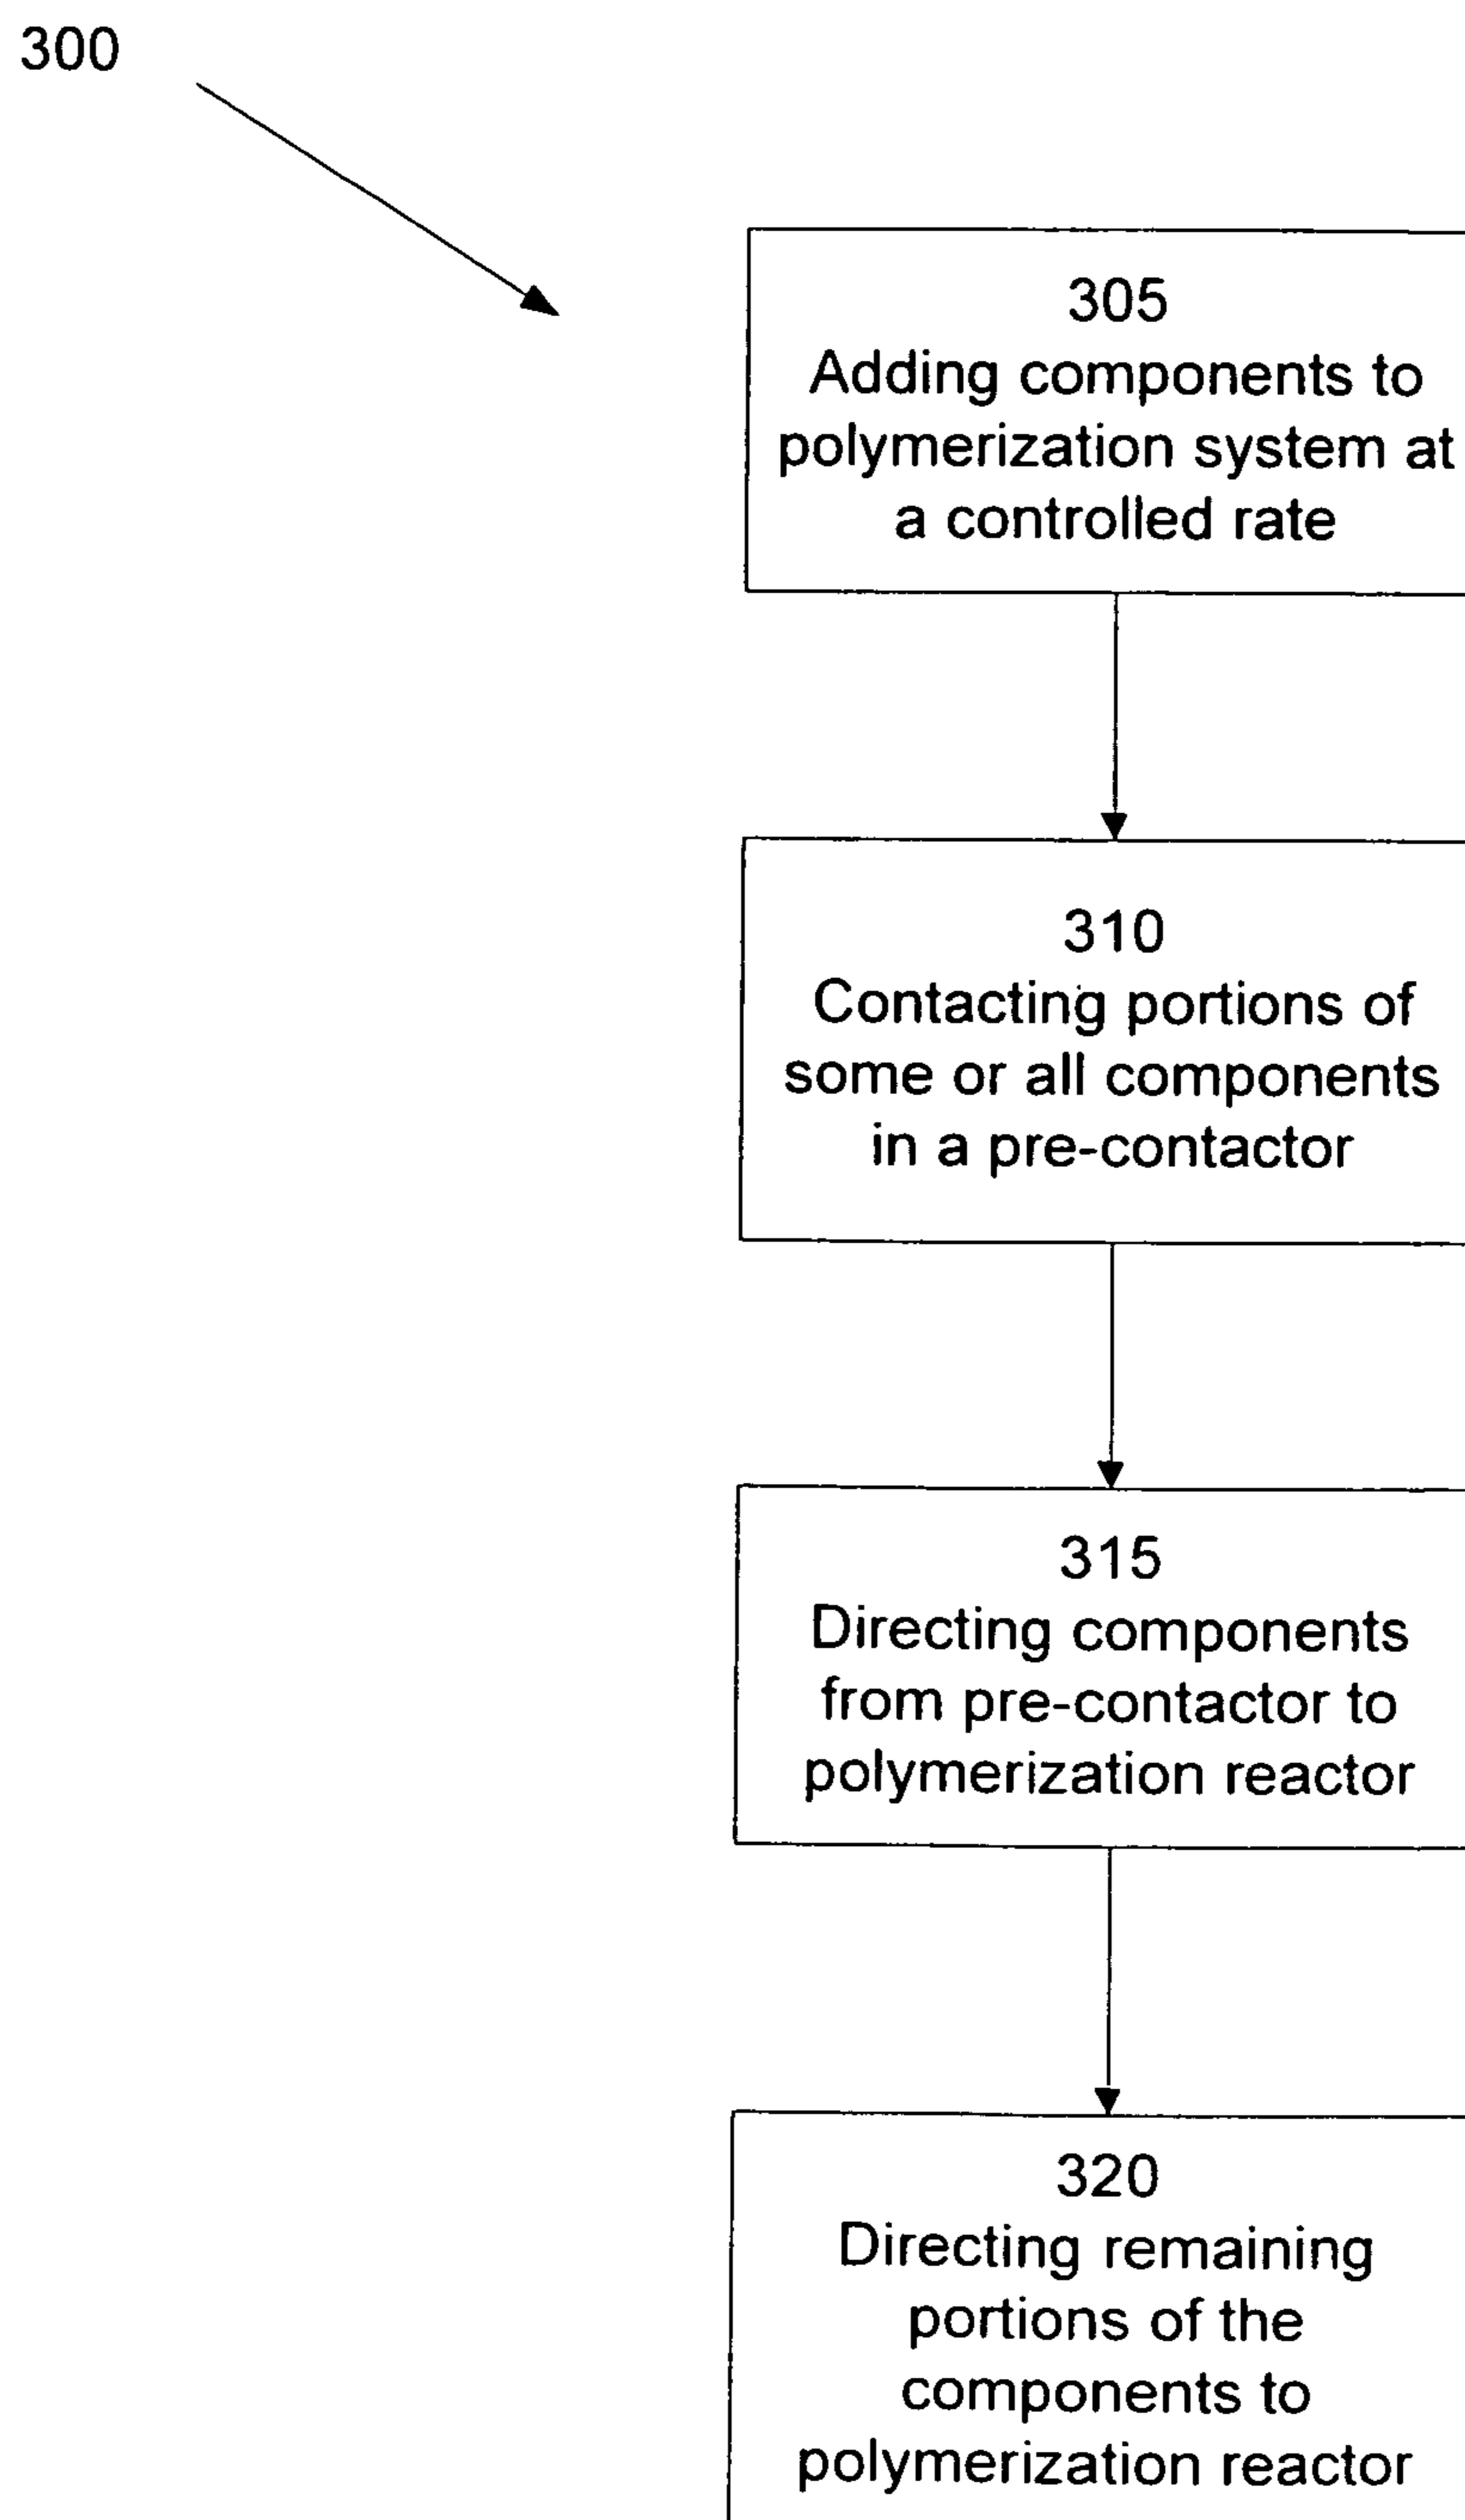 300
305
Adding components to
polymerization system at
a controlled rate
310
Contacting portions of
some or all components
in a pre-contactor
315
Directing components
from pre-contactor to
polymerization reactor
320
Directing remaining
portions of the
components to
polymerization reactor